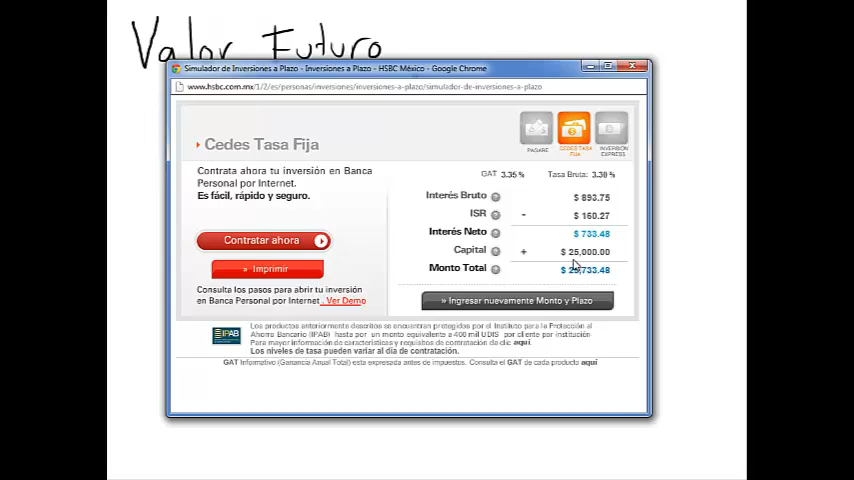 Valor Futuro
Simulador de Inversiones a Plazo - Inversiones a Plazo - HSBC México - Google Chrome
www.hsbc.com.mx/1/2/es/personas/inversiones/inversiones-a-plazo/simulador-de-inversiones-a-plazo
Cedes Tasa Fija
PAGARE
CEDES TASA FIJA
INVERSIÓN EXPRESS
Contrata ahora tu inversión en Banca
Personal por Internet.
Es fácil, rápido y seguro.
Contratar ahora
» Imprimir
Consulta los pasos para abrir tu inversión
en Banca Personal por Internet . Ver Demo
GAT 3.35 % Tasa Bruta: 3.30 %
Interés Bruto $ 893.75
ISR - $ 160.27
Interés Neto $ 733.48
Capital + $ 25,000.00
Monto Total $ 25,733.48
» Ingresar nuevamente Monto y Plazo
IPAB
Los productos anteriormente descritos se encuentran protegidos por el Instituto para la Protección al
Ahorro Bancario (IPAB) hasta por un monto equivalente a 400 mil UDIS por cliente por institución
Para mayor información de características y requisitos de contratación de clic aquí.
Los niveles de tasa pueden variar al día de contratación.
GAT Informativo (Ganancia Anual Total) esta expresada antes de impuestos. Consulta el GAT de cada producto aquí